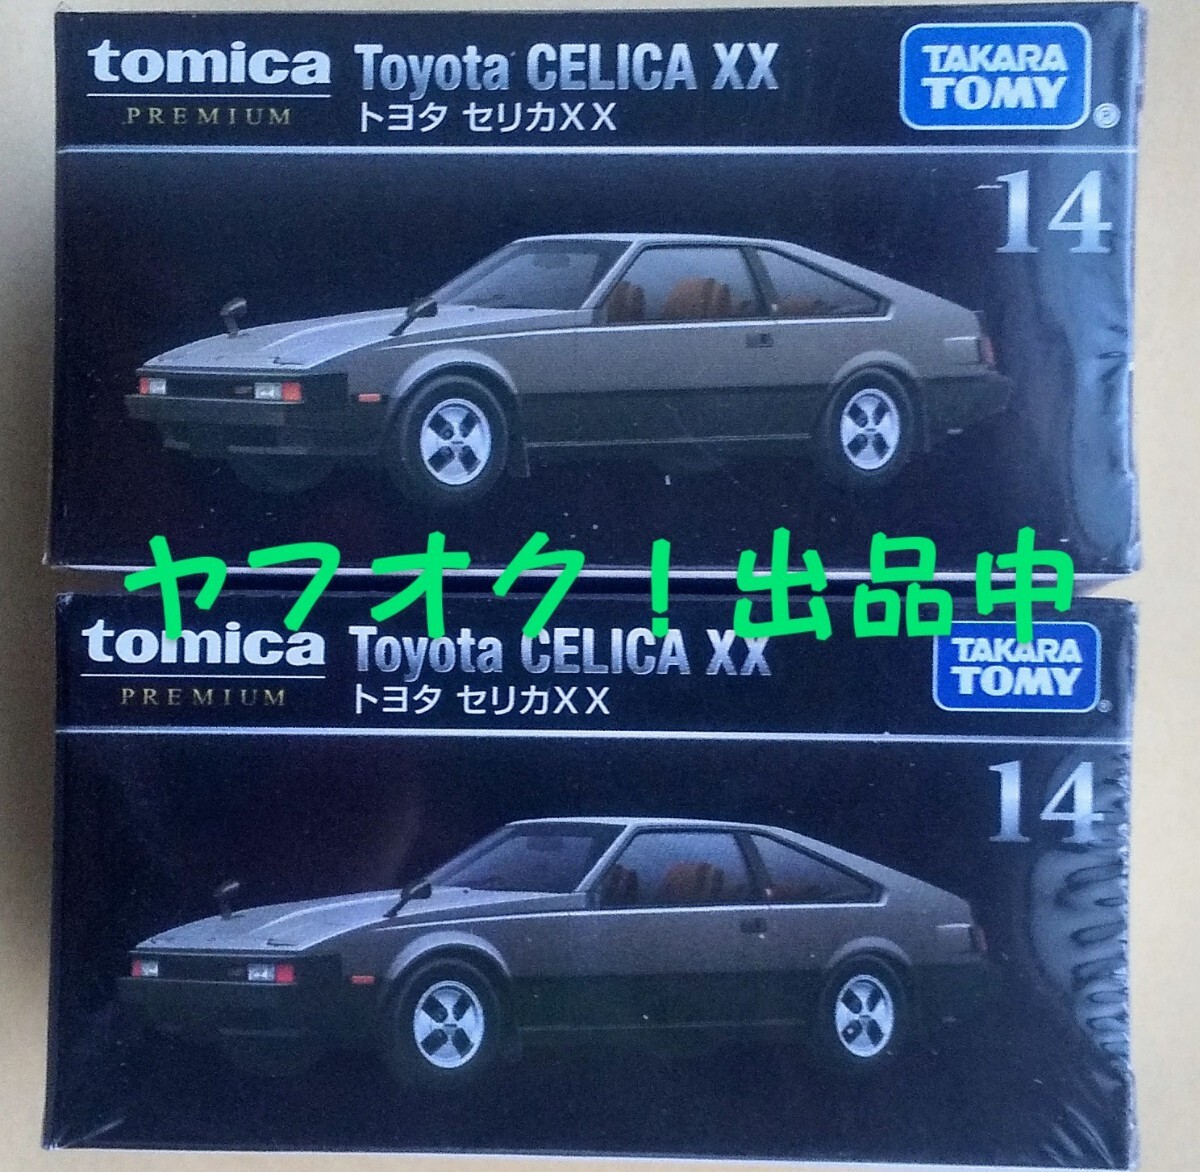 tomica
PREMIUM
Toyota CELICA XX
トヨタ セリカXX
TAKARA
TOMY
®
14
ヤフオク！出品中
tomica
PREMIUM
Toyota CELICA XX
トヨタ セリカXX
TAKARA
TOMY
®
14